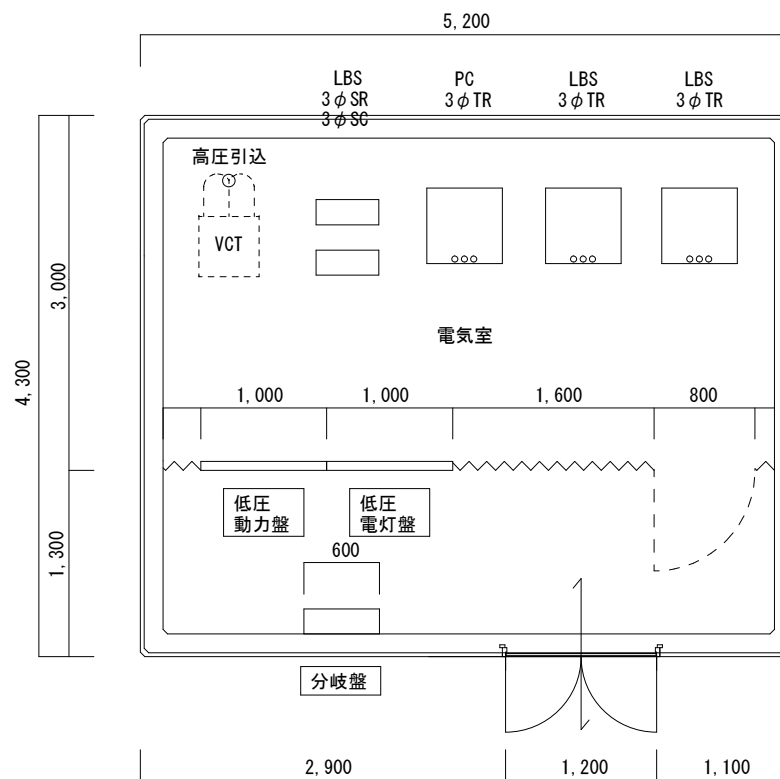 5,200
LBS
3φSR
3φSC
PC
3φTR
LBS
3φTR
LBS
3φTR
高圧引込
VCT
3,000
4,300
電気室
1,000
1,000
1,600
800
低圧
動力盤
低圧
電灯盤
600
1,300
分岐盤
2,900
1,200
1,100